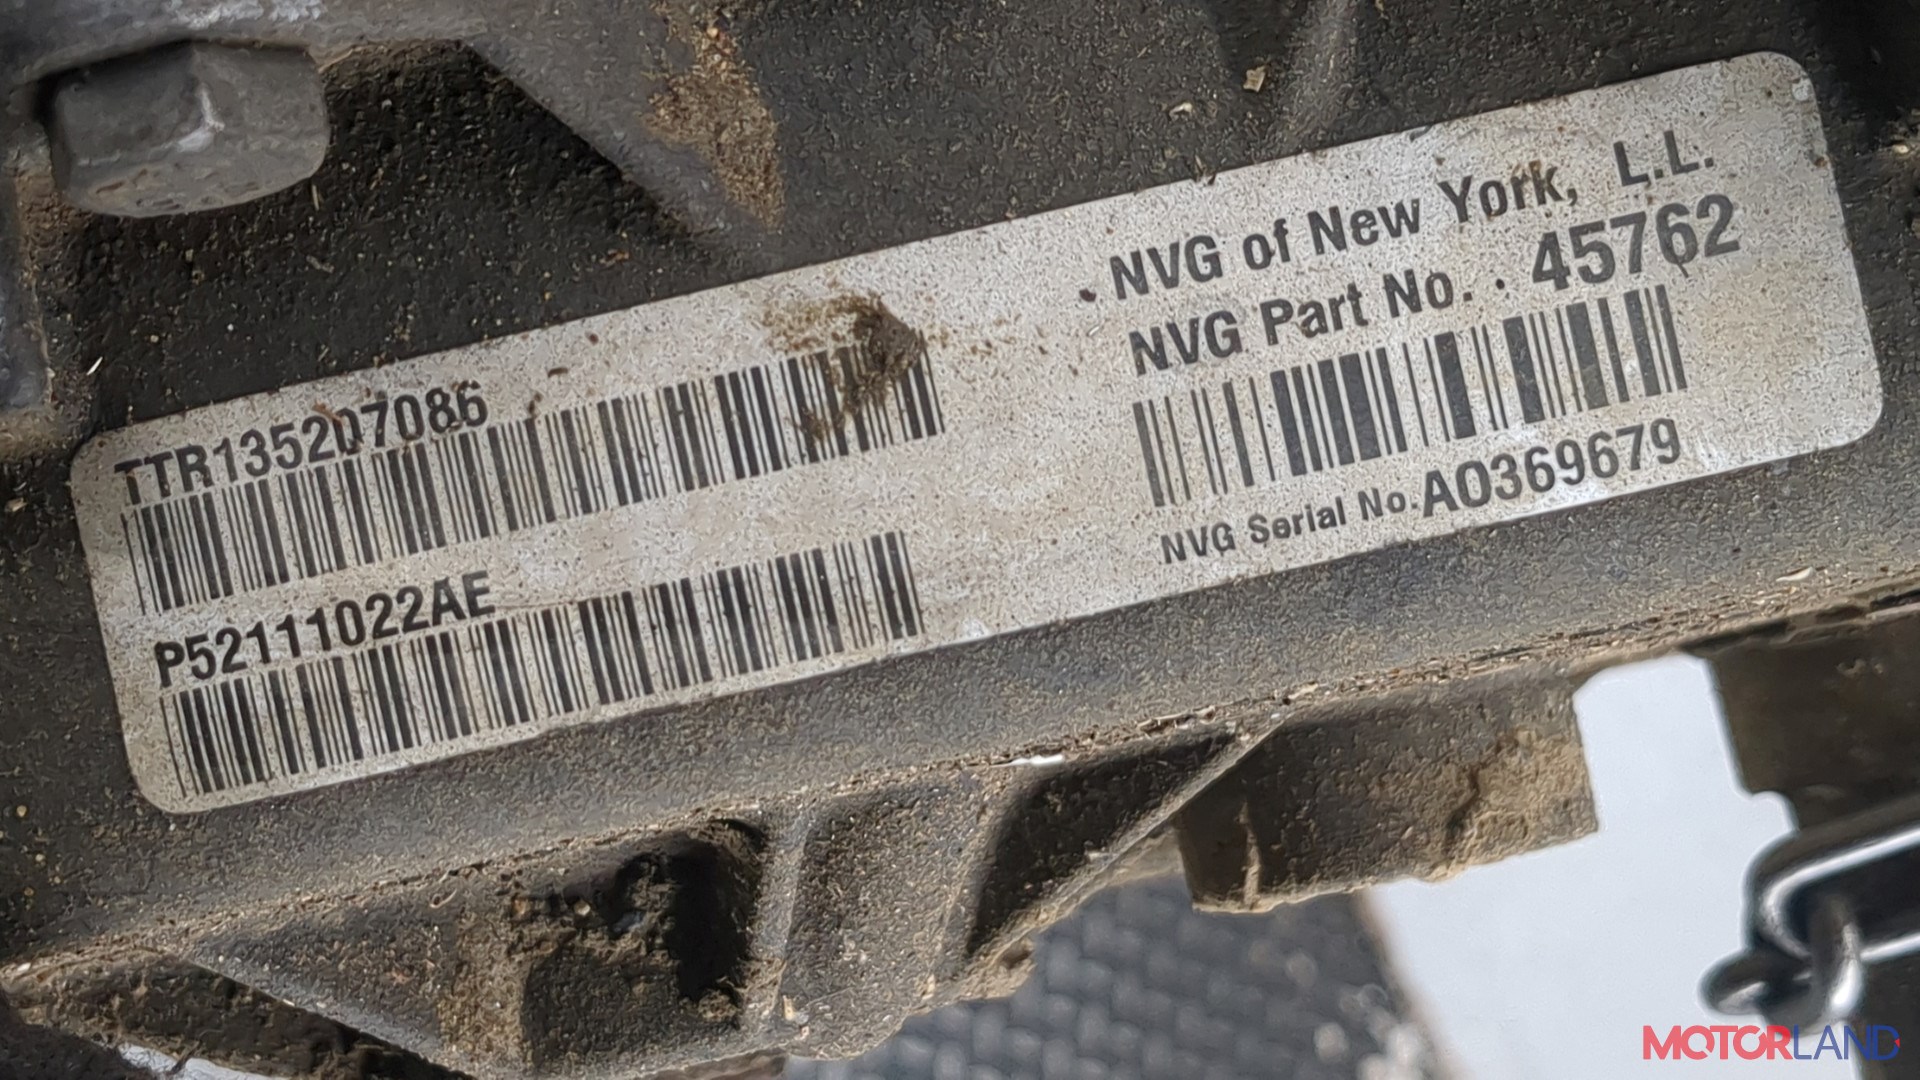 TTR135207086
P52111022AE
NVG of New York, L.L.
NVG Part No. . 45762
NVG Serial No. A0369679
MOTORLAND